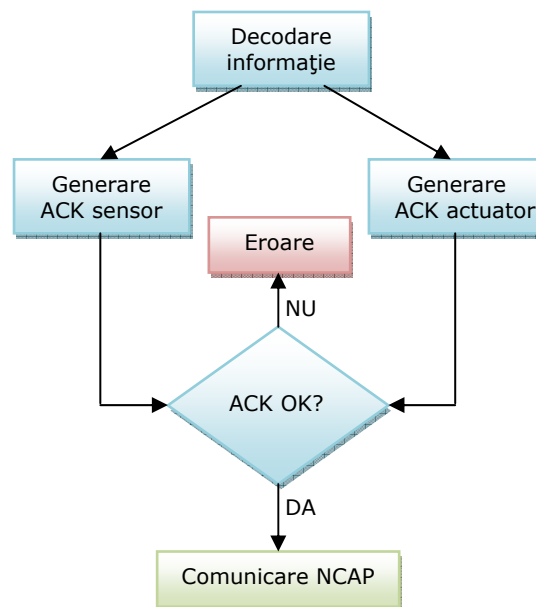 Decodare
informaţie
Generare
ACK sensor
Generare
ACK actuator
Eroare
NU
ACK OK?
DA
Comunicare NCAP